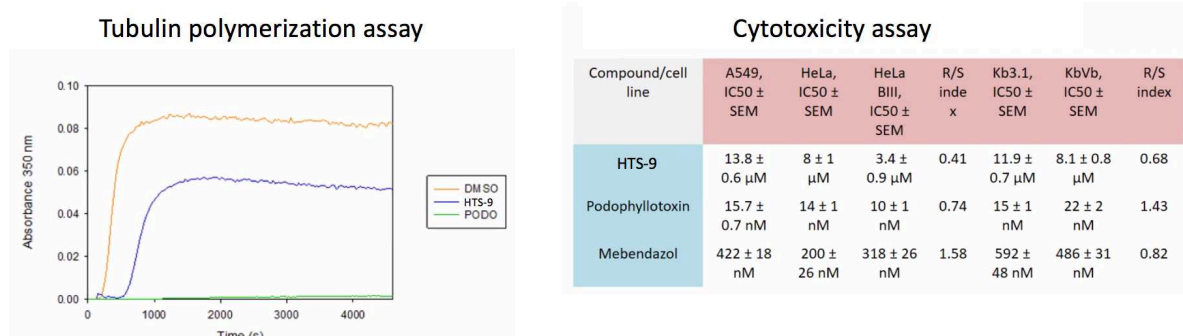 Tubulin polymerization assay
0.10
0.08
0.06
0.04
0.02
0.00
Absorbance 350 nm
0
1000
2000
3000
4000
Time (s)
DMSO
HTS-9
PODO
Cytotoxicity assay
Compound/cell
line
A549,
IC50 ±
SEM
HeLa,
IC50 ±
SEM
HeLa
BIII,
IC50 ±
SEM
R/S
inde
x
Kb3.1,
IC50 ±
SEM
KbVb,
IC50 ±
SEM
R/S
index
HTS-9
13.8 ±
0.6 μM
8 ± 1
μM
3.4 ±
0.9 μM
0.41
11.9 ±
0.7 μM
8.1 ± 0.8
μM
0.68
Podophyllotoxin
15.7 ±
0.7 nM
14 ± 1
nM
10 ± 1
nM
0.74
15 ± 1
nM
22 ± 2
nM
1.43
Mebendazol
422 ± 18
nM
200 ±
26 nM
318 ± 26
nM
1.58
592 ±
48 nM
486 ± 31
nM
0.82